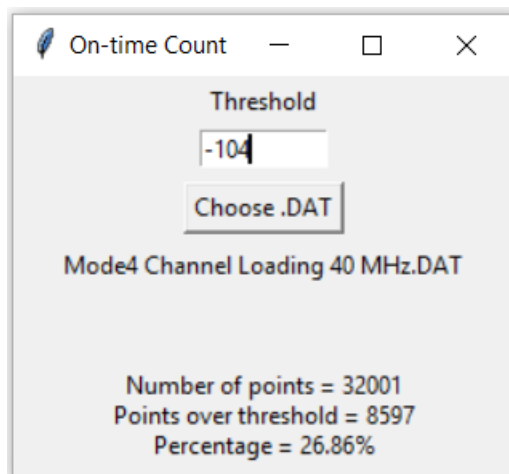 On-time Count
Threshold
-104
Choose .DAT
Mode4 Channel Loading 40 MHz.DAT
Number of points = 32001
Points over threshold = 8597
Percentage = 26.86%